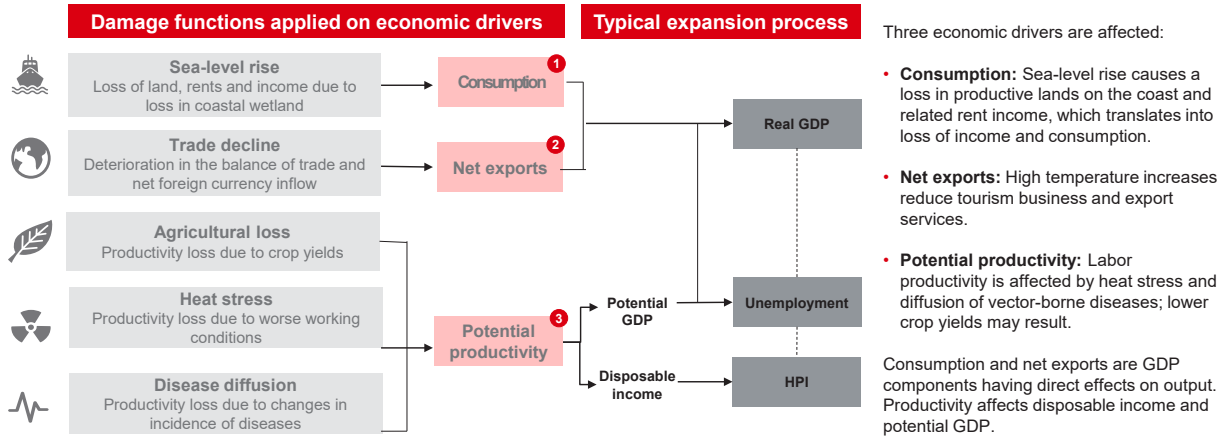 Damage functions applied on economic drivers
Typical expansion process
Sea-level rise
Loss of land, rents and income due to
loss in coastal wetland
Consumption
1
Trade decline
Deterioration in the balance of trade and
net foreign currency inflow
Net exports
2
Agricultural loss
Productivity loss due to crop yields
Heat stress
Productivity loss due to worse working
conditions
Disease diffusion
Productivity loss due to changes in
incidence of diseases
Potential
productivity
3
Potential
GDP
Disposable
income
Real GDP
Unemployment
HPI
Three economic drivers are affected:
• Consumption: Sea-level rise causes a
loss in productive lands on the coast and
related rent income, which translates into
loss of income and consumption.
• Net exports: High temperature increases
reduce tourism business and export
services.
• Potential productivity: Labor
productivity is affected by heat stress and
diffusion of vector-borne diseases; lower
crop yields may result.
Consumption and net exports are GDP
components having direct effects on output.
Productivity affects disposable income and
potential GDP.